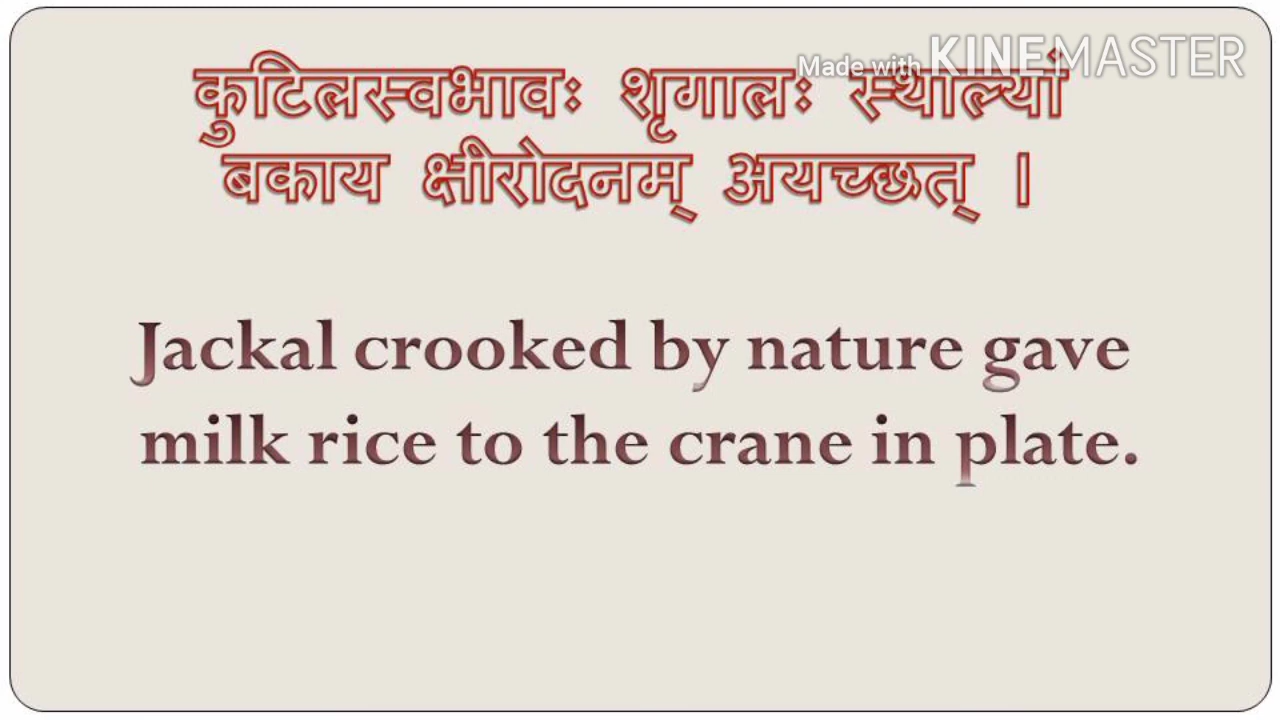 Made with KINEMASTER
कुटिलस्वभावः शृगालः स्थाल्यां
बकाय क्षीरोदनम् अयच्छत् ।
Jackal crooked by nature gave
milk rice to the crane in plate.